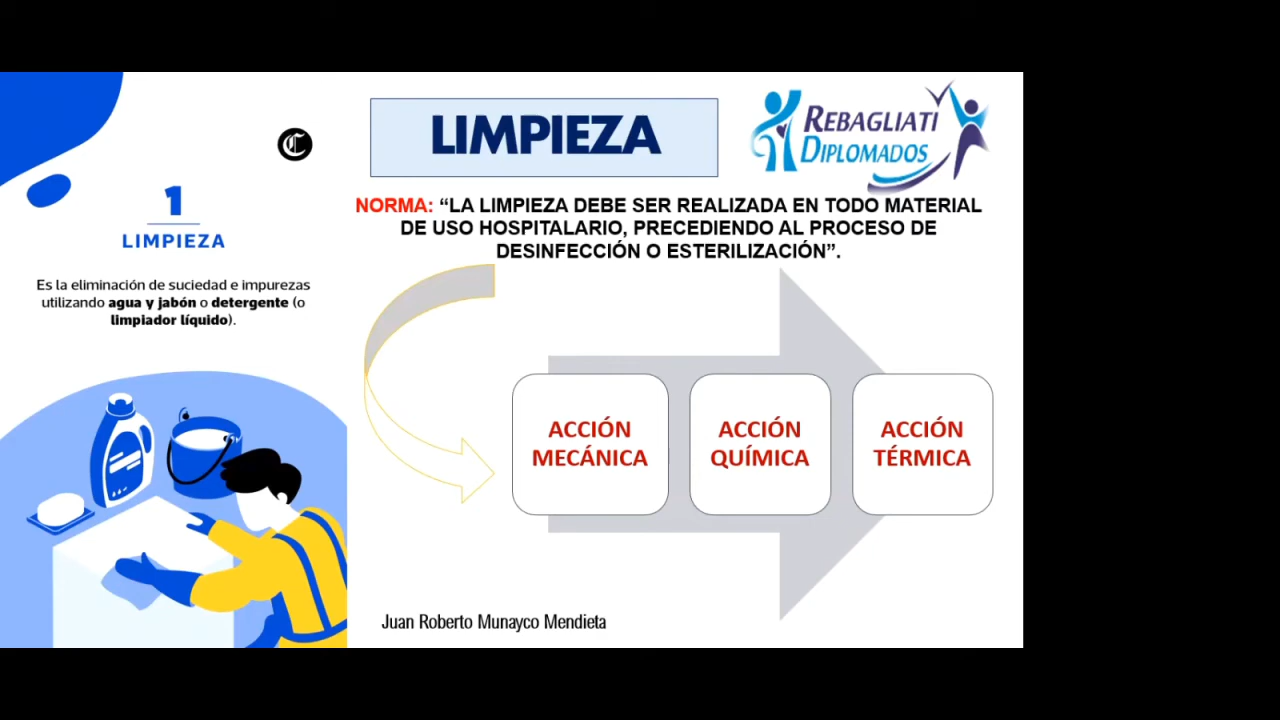 1
LIMPIEZA
Es la eliminación de suciedad e impurezas
utilizando agua y jabón o detergente (o
limpiador líquido).
C
LIMPIEZA
REBAGLIATI
DIPLOMADOS
NORMA: “LA LIMPIEZA DEBE SER REALIZADA EN TODO MATERIAL
DE USO HOSPITALARIO, PRECEDIENDO AL PROCESO DE
DESINFECCIÓN O ESTERILIZACIÓN”.
ACCIÓN
MECÁNICA
ACCIÓN
QUÍMICA
ACCIÓN
TÉRMICA
Juan Roberto Munayco Mendieta